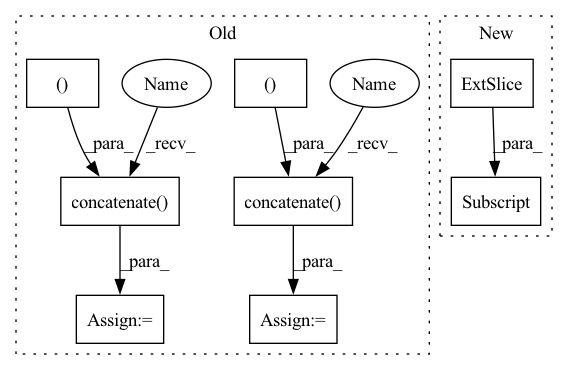 Old
New
()
Name
()
Name
ExtSlice
_para_
_recv_
_para_
_recv_
_para_
concatenate()
concatenate()
Subscript
_para_
_para_
Assign:=
Assign:=